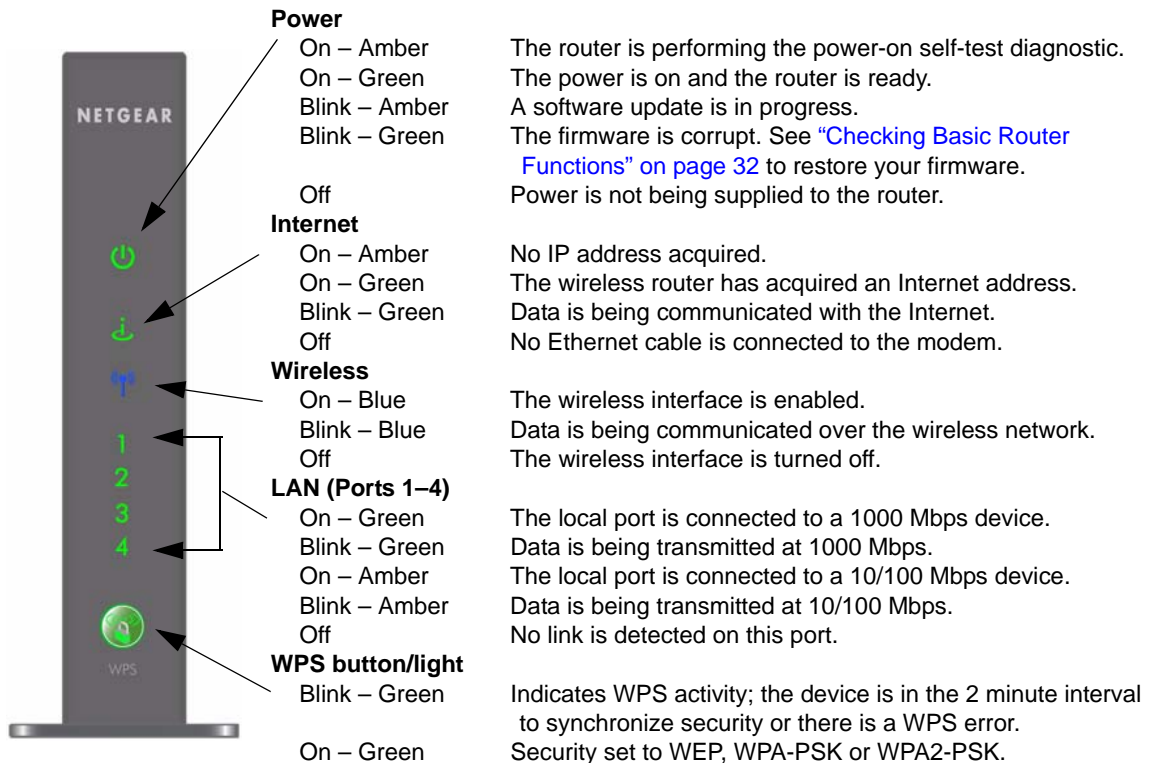 Power
On – Amber The router is performing the power-on self-test diagnostic.
On – Green The power is on and the router is ready.
Blink – Amber A software update is in progress.
Blink – Green The firmware is corrupt. See “Checking Basic Router
Functions” on page 32 to restore your firmware.
Off Power is not being supplied to the router.
Internet
On – Amber No IP address acquired.
On – Green The wireless router has acquired an Internet address.
Blink – Green Data is being communicated with the Internet.
Off No Ethernet cable is connected to the modem.
Wireless
On – Blue The wireless interface is enabled.
Blink – Blue Data is being communicated over the wireless network.
Off The wireless interface is turned off.
LAN (Ports 1–4)
On – Green The local port is connected to a 1000 Mbps device.
Blink – Green Data is being transmitted at 1000 Mbps.
On – Amber The local port is connected to a 10/100 Mbps device.
Blink – Amber Data is being transmitted at 10/100 Mbps.
Off No link is detected on this port.
WPS button/light
Blink – Green Indicates WPS activity; the device is in the 2 minute interval
to synchronize security or there is a WPS error.
On – Green Security set to WEP, WPA-PSK or WPA2-PSK.
NETGEAR
i
1
2
3
4
WPS